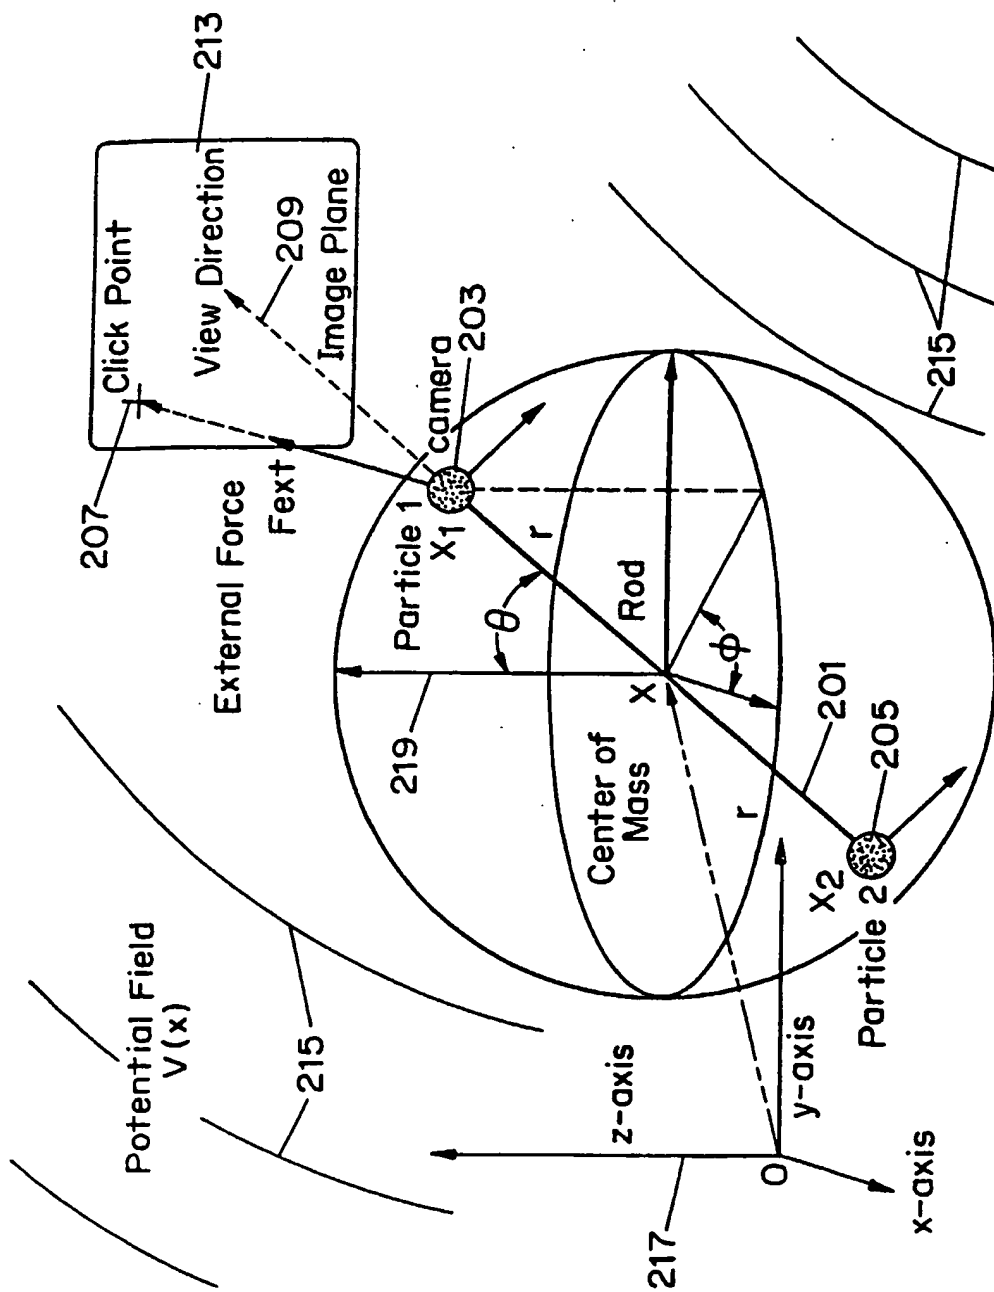 213
Click Point
View Direction
209
Image Plane
207
External Force
Fext
camera
203
Particle 1
X1
r
θ
Rod
219
X
ϕ
201
205
Center of
Mass
r
X2
Particle 2
215
Potential Field
V(x)
215
z-axis
y-axis
O
x-axis
217